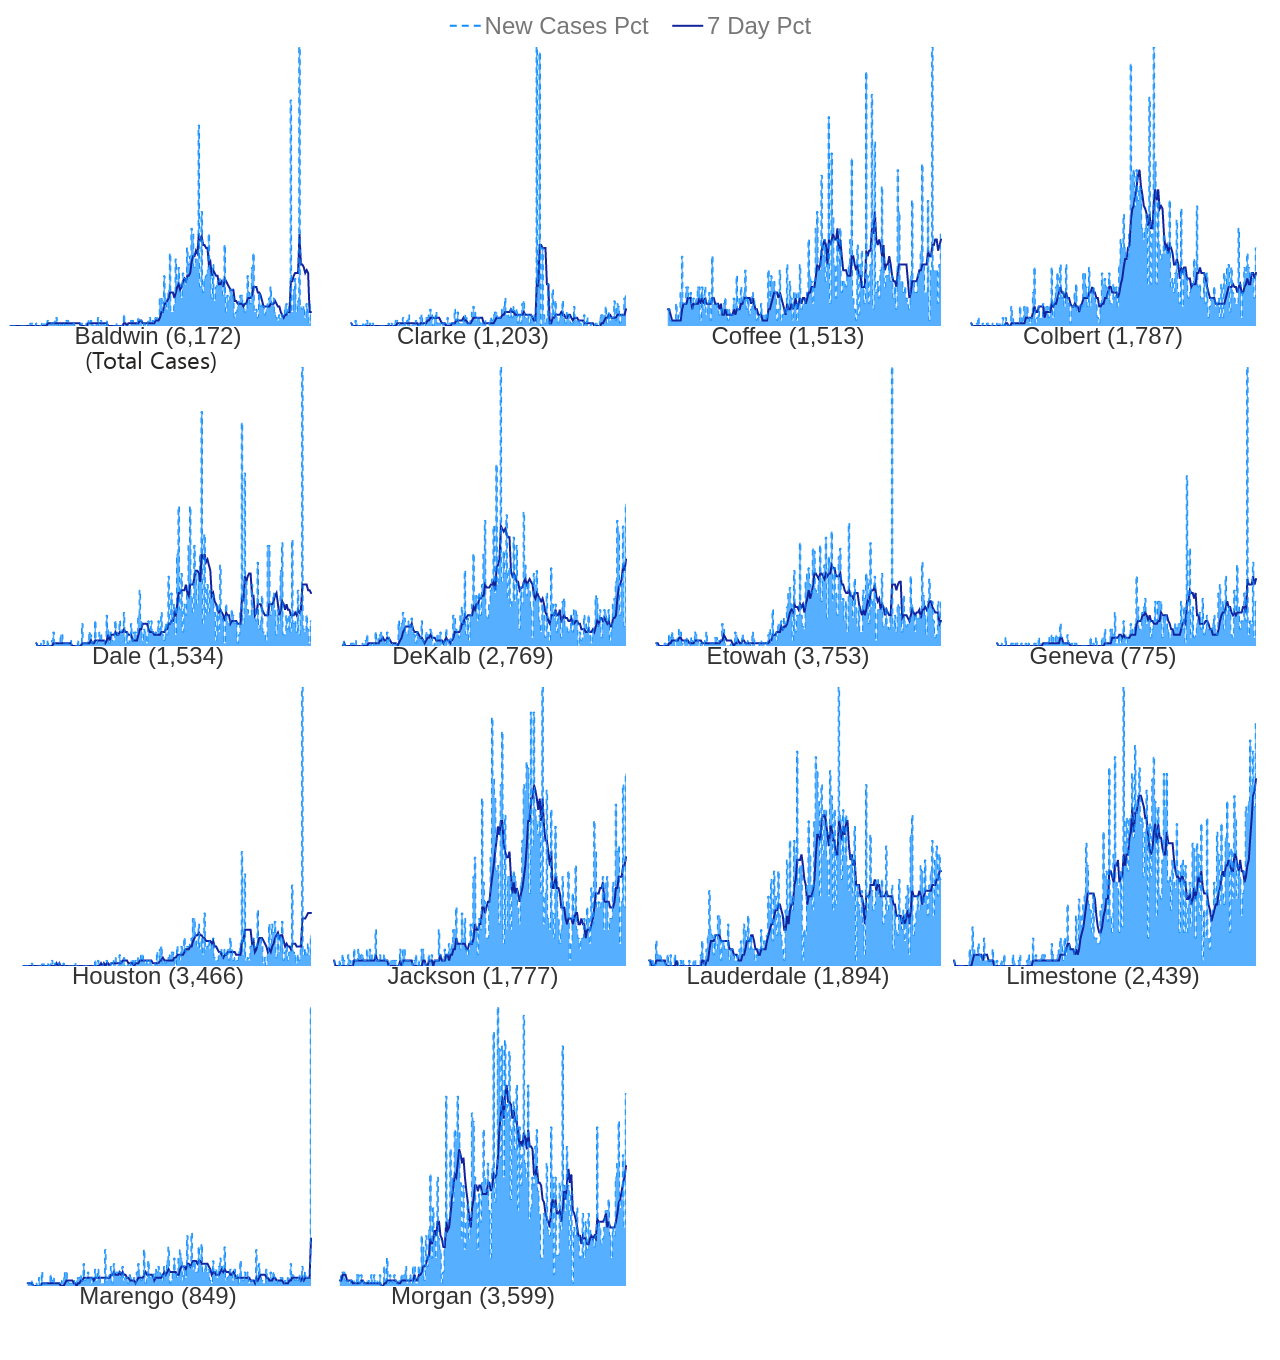 New Cases Pct 7 Day Pct
Baldwin (6,172) Clarke (1,203) Coffee (1,513) Colbert (1,787)
(Total Cases)
Dale (1,534) DeKalb (2,769) Etowah (3,753) Geneva (775)
Houston (3,466) Jackson (1,777) Lauderdale (1,894) Limestone (2,439)
Marengo (849) Morgan (3,599)